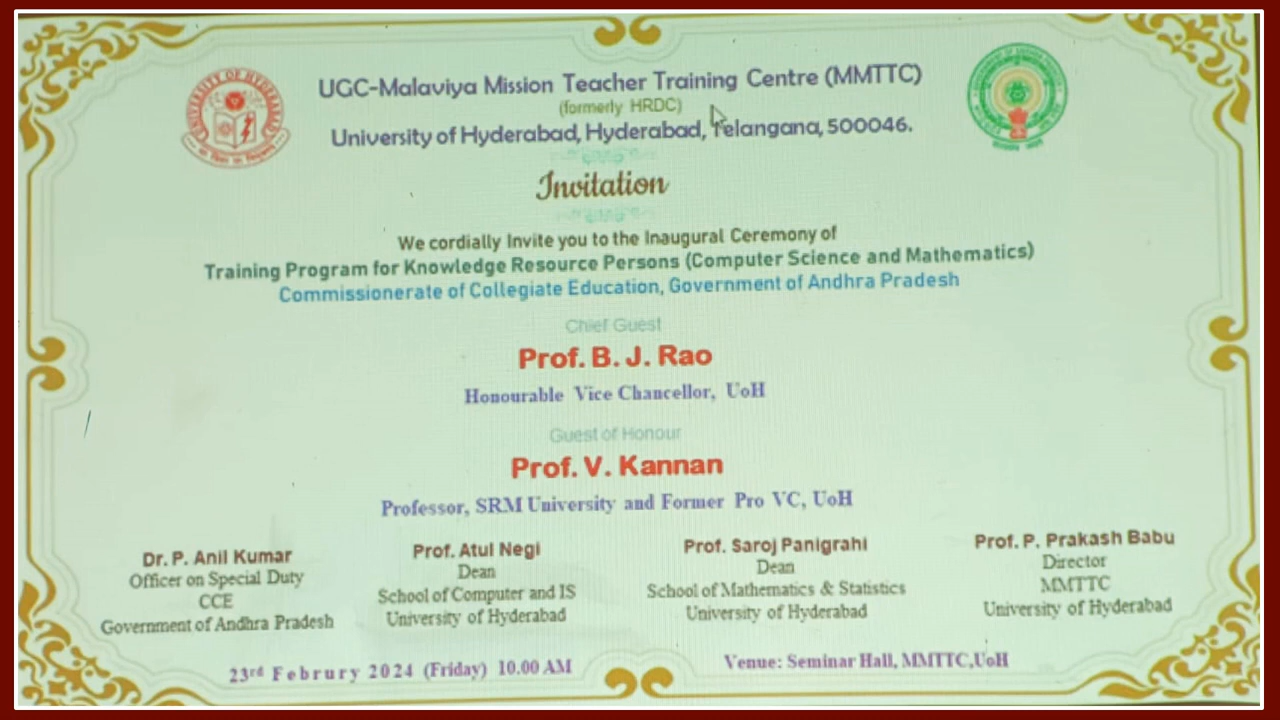 UGC-Malaviya Mission Teacher Training Centre (MMTTC)
(formerly HRDC)
University of Hyderabad, Hyderabad, Telangana, 500046.
UNIVERSITY OF HYDERABAD
Invitation
We cordially Invite you to the Inaugural Ceremony of
Training Program for Knowledge Resource Persons (Computer Science and Mathematics)
Commissionerate of Collegiate Education, Government of Andhra Pradesh
Chief Guest
Prof. B. J. Rao
Honourable Vice Chancellor, UoH
Guest of Honour
Prof. V. Kannan
Professor, SRM University and Former Pro VC, UoH
Dr. P. Anil Kumar
Officer on Special Duty
CCE
Government of Andhra Pradesh
Prof. Atul Negi
Dean
School of Computer and IS
University of Hyderabad
Prof. Saroj Panigrahi
Dean
School of Mathematics & Statistics
University of Hyderabad
Prof. P. Prakash Babu
Director
MMTTC
University of Hyderabad
23rd Februry 2024 (Friday) 10.00 AM
Venue: Seminar Hall, MMTTC,UoH